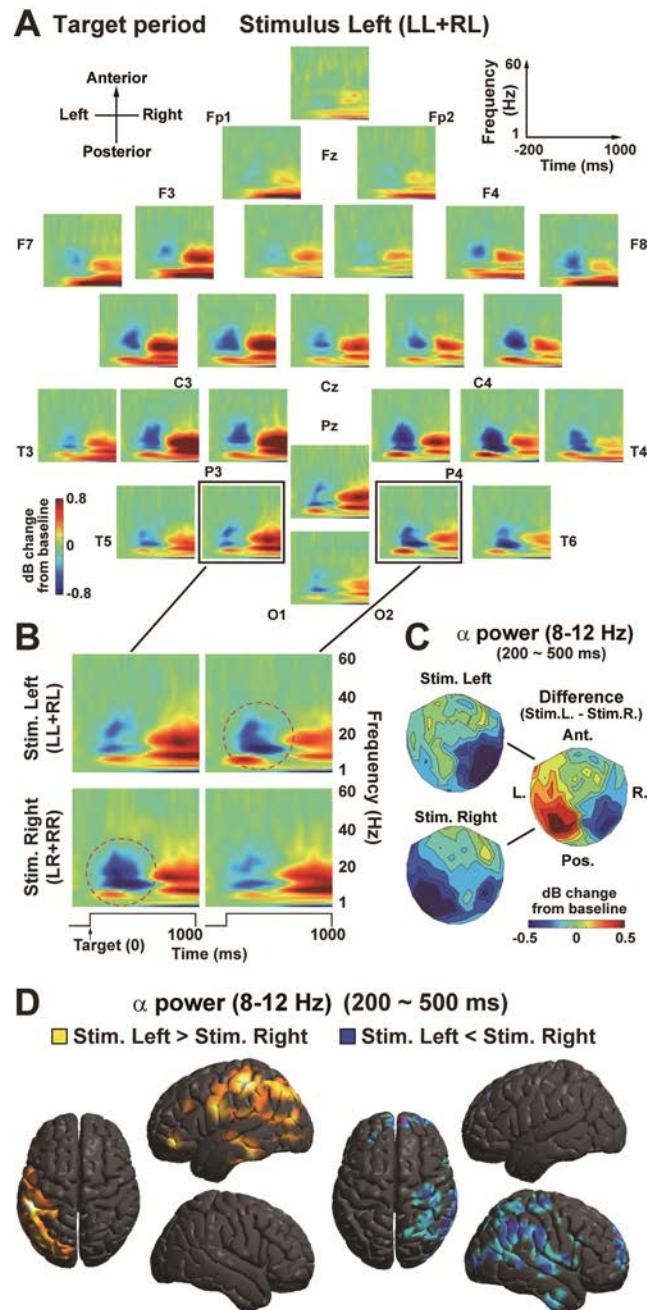 A Target period Stimulus Left (LL+RL)
Anterior
Left Right
Posterior
Frequency (Hz)
60
1
-200 1000
Time (ms)
Fp1 Fp2
Fz
F3 F4
F7 F8
C3 Cz C4
T3 Pz T4
P3 P4
T5 T6
O1 O2
dB change
from baseline
0.8
-0.8
B
Stim. Left
(LL+RL)
60
40
20
1
Frequency (Hz)
Stim. Right
(LR+RR)
60
40
20
1
1000 1000
Target (0) Time (ms)
C α power (8-12 Hz)
(200 ~ 500 ms)
Stim. Left
Difference
(Stim.L. - Stim.R.)
Ant.
L. R.
Stim. Right
Pos.
dB change
from baseline
-0.5 0 0.5
D
α power (8-12 Hz) (200 ~ 500 ms)
Stim. Left > Stim. Right Stim. Left < Stim. Right